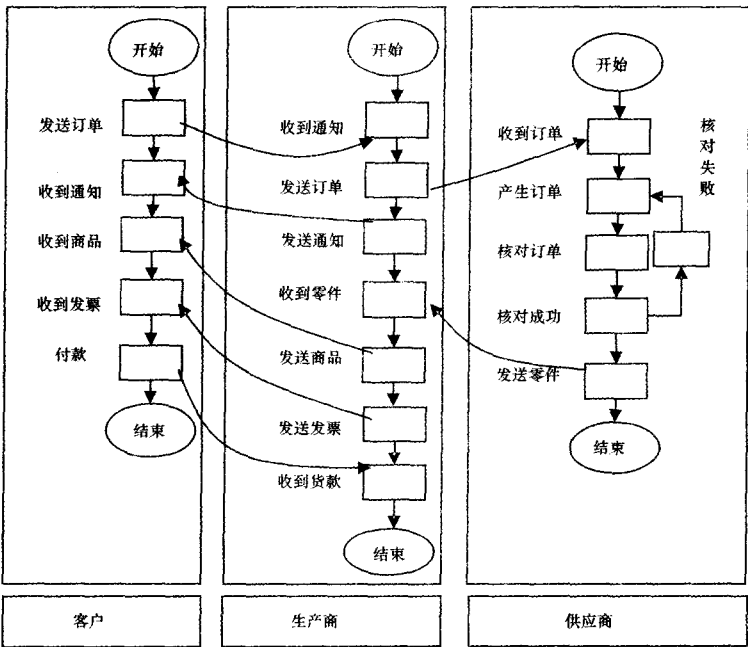 开始
发送订单
收到通知
收到商品
收到发票
付款
结束
客户
开始
收到通知
发送订单
发送通知
收到零件
发送商品
发送发票
收到货款
结束
生产商
开始
收到订单
产生订单
核对订单
核对成功
发送零件
结束
核对失败
供应商